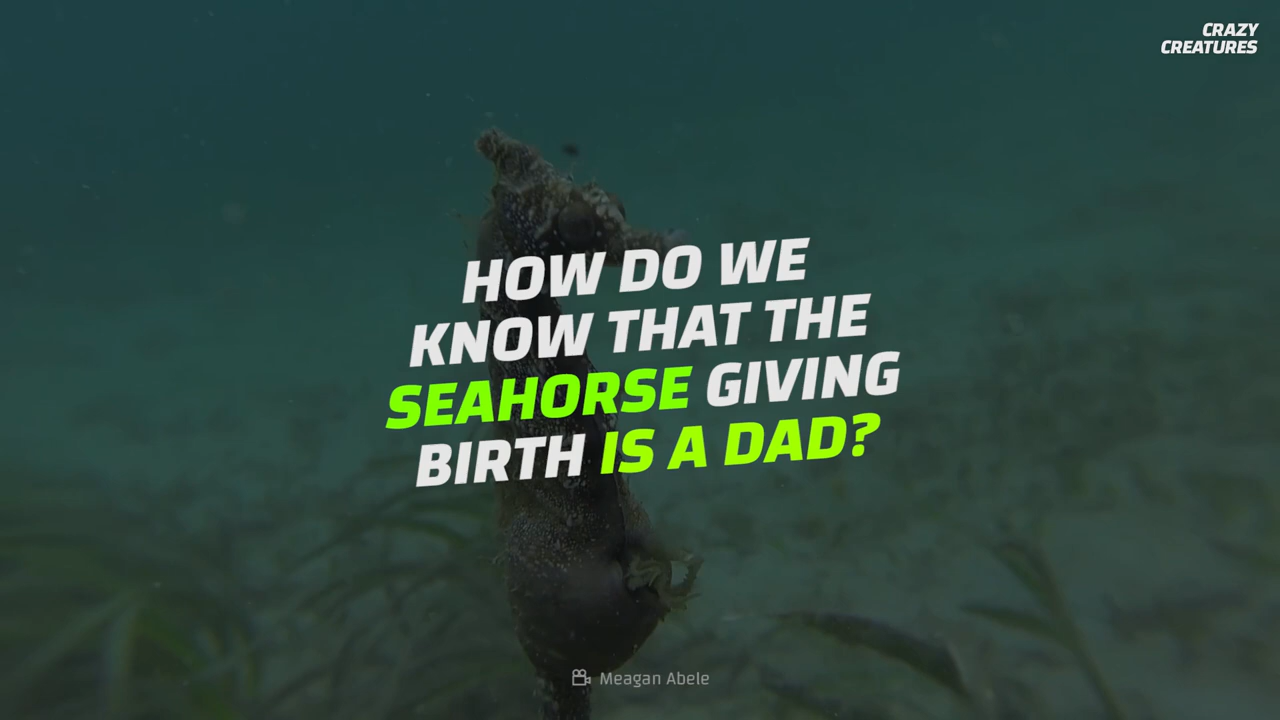 CRAZY
CREATURES
HOW DO WE
KNOW THAT THE
SEAHORSE GIVING
BIRTH IS A DAD?
Meagan Abele